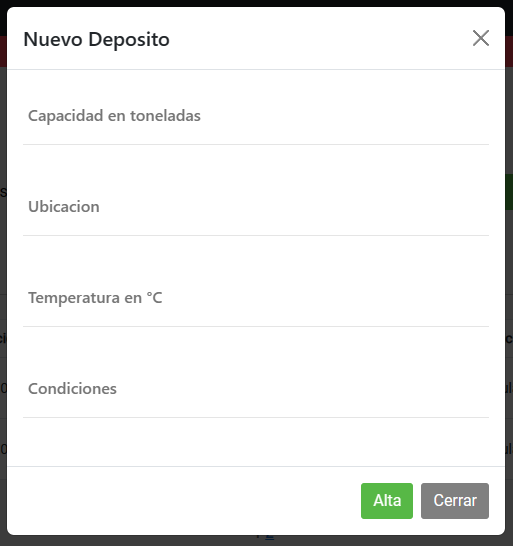 Nuevo Deposito
Capacidad en toneladas
Ubicacion
Temperatura en °C
Condiciones
Alta
Cerrar